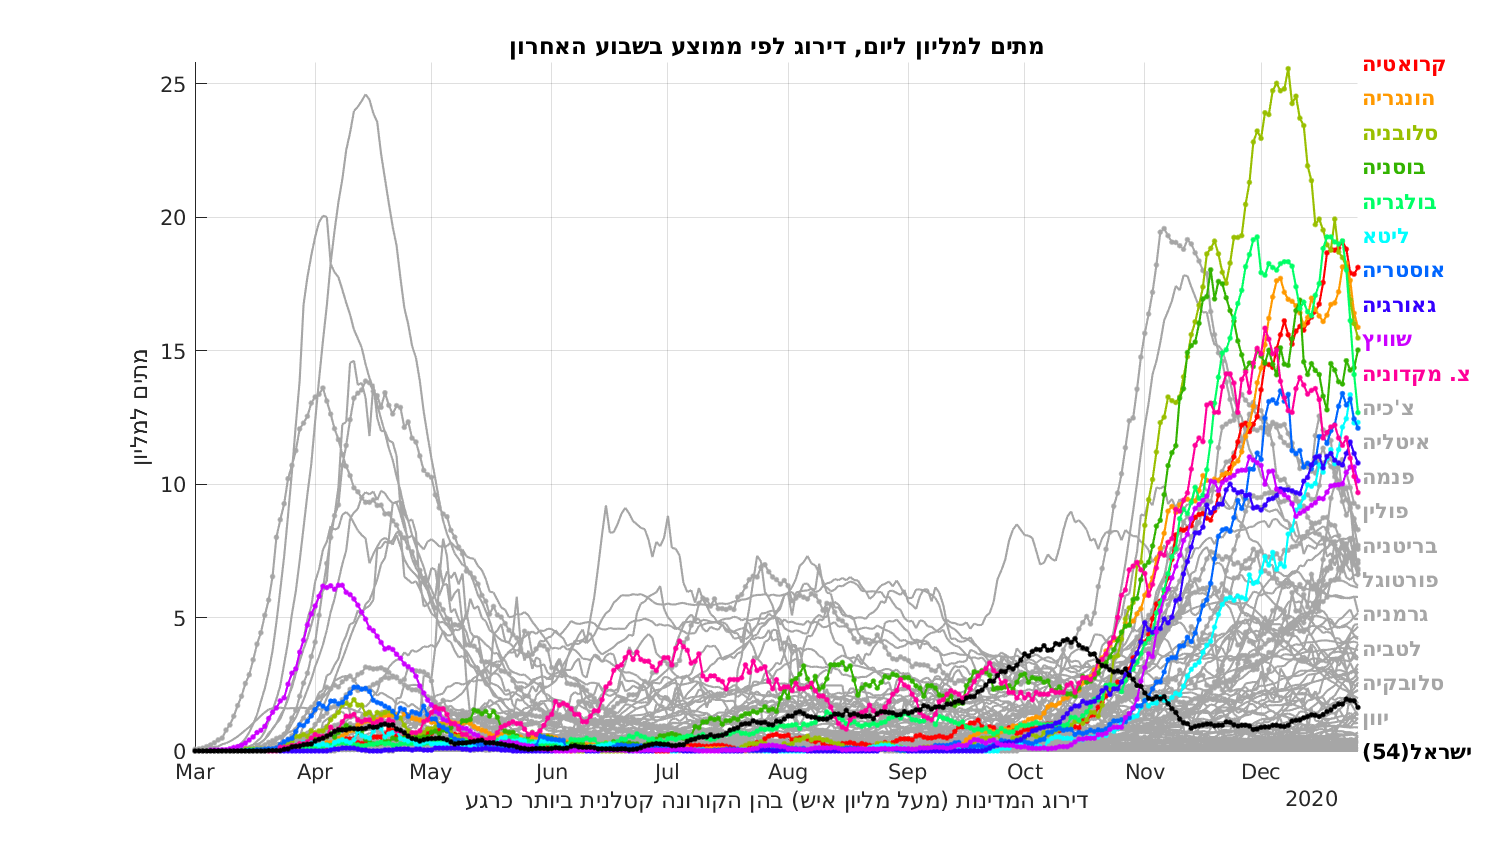 מתים למליון ליום, דירוג לפי ממוצע בשבוע האחרון
מתים למליון
25
20
15
10
5
0
Mar Apr May Jun Jul Aug Sep Oct Nov Dec
2020
דירוג המדינות (מעל מליון איש) בהן הקורונה קטלנית ביותר כרגע
קרואטיה
הונגריה
סלובניה
בוסניה
בולגריה
ליטא
אוסטריה
גאורגיה
שוויץ
צ. מקדוניה
צ'כיה
איטליה
פנמה
פולין
בריטניה
פורטוגל
גרמניה
לטביה
סלובקיה
יוון
ישראל(54)